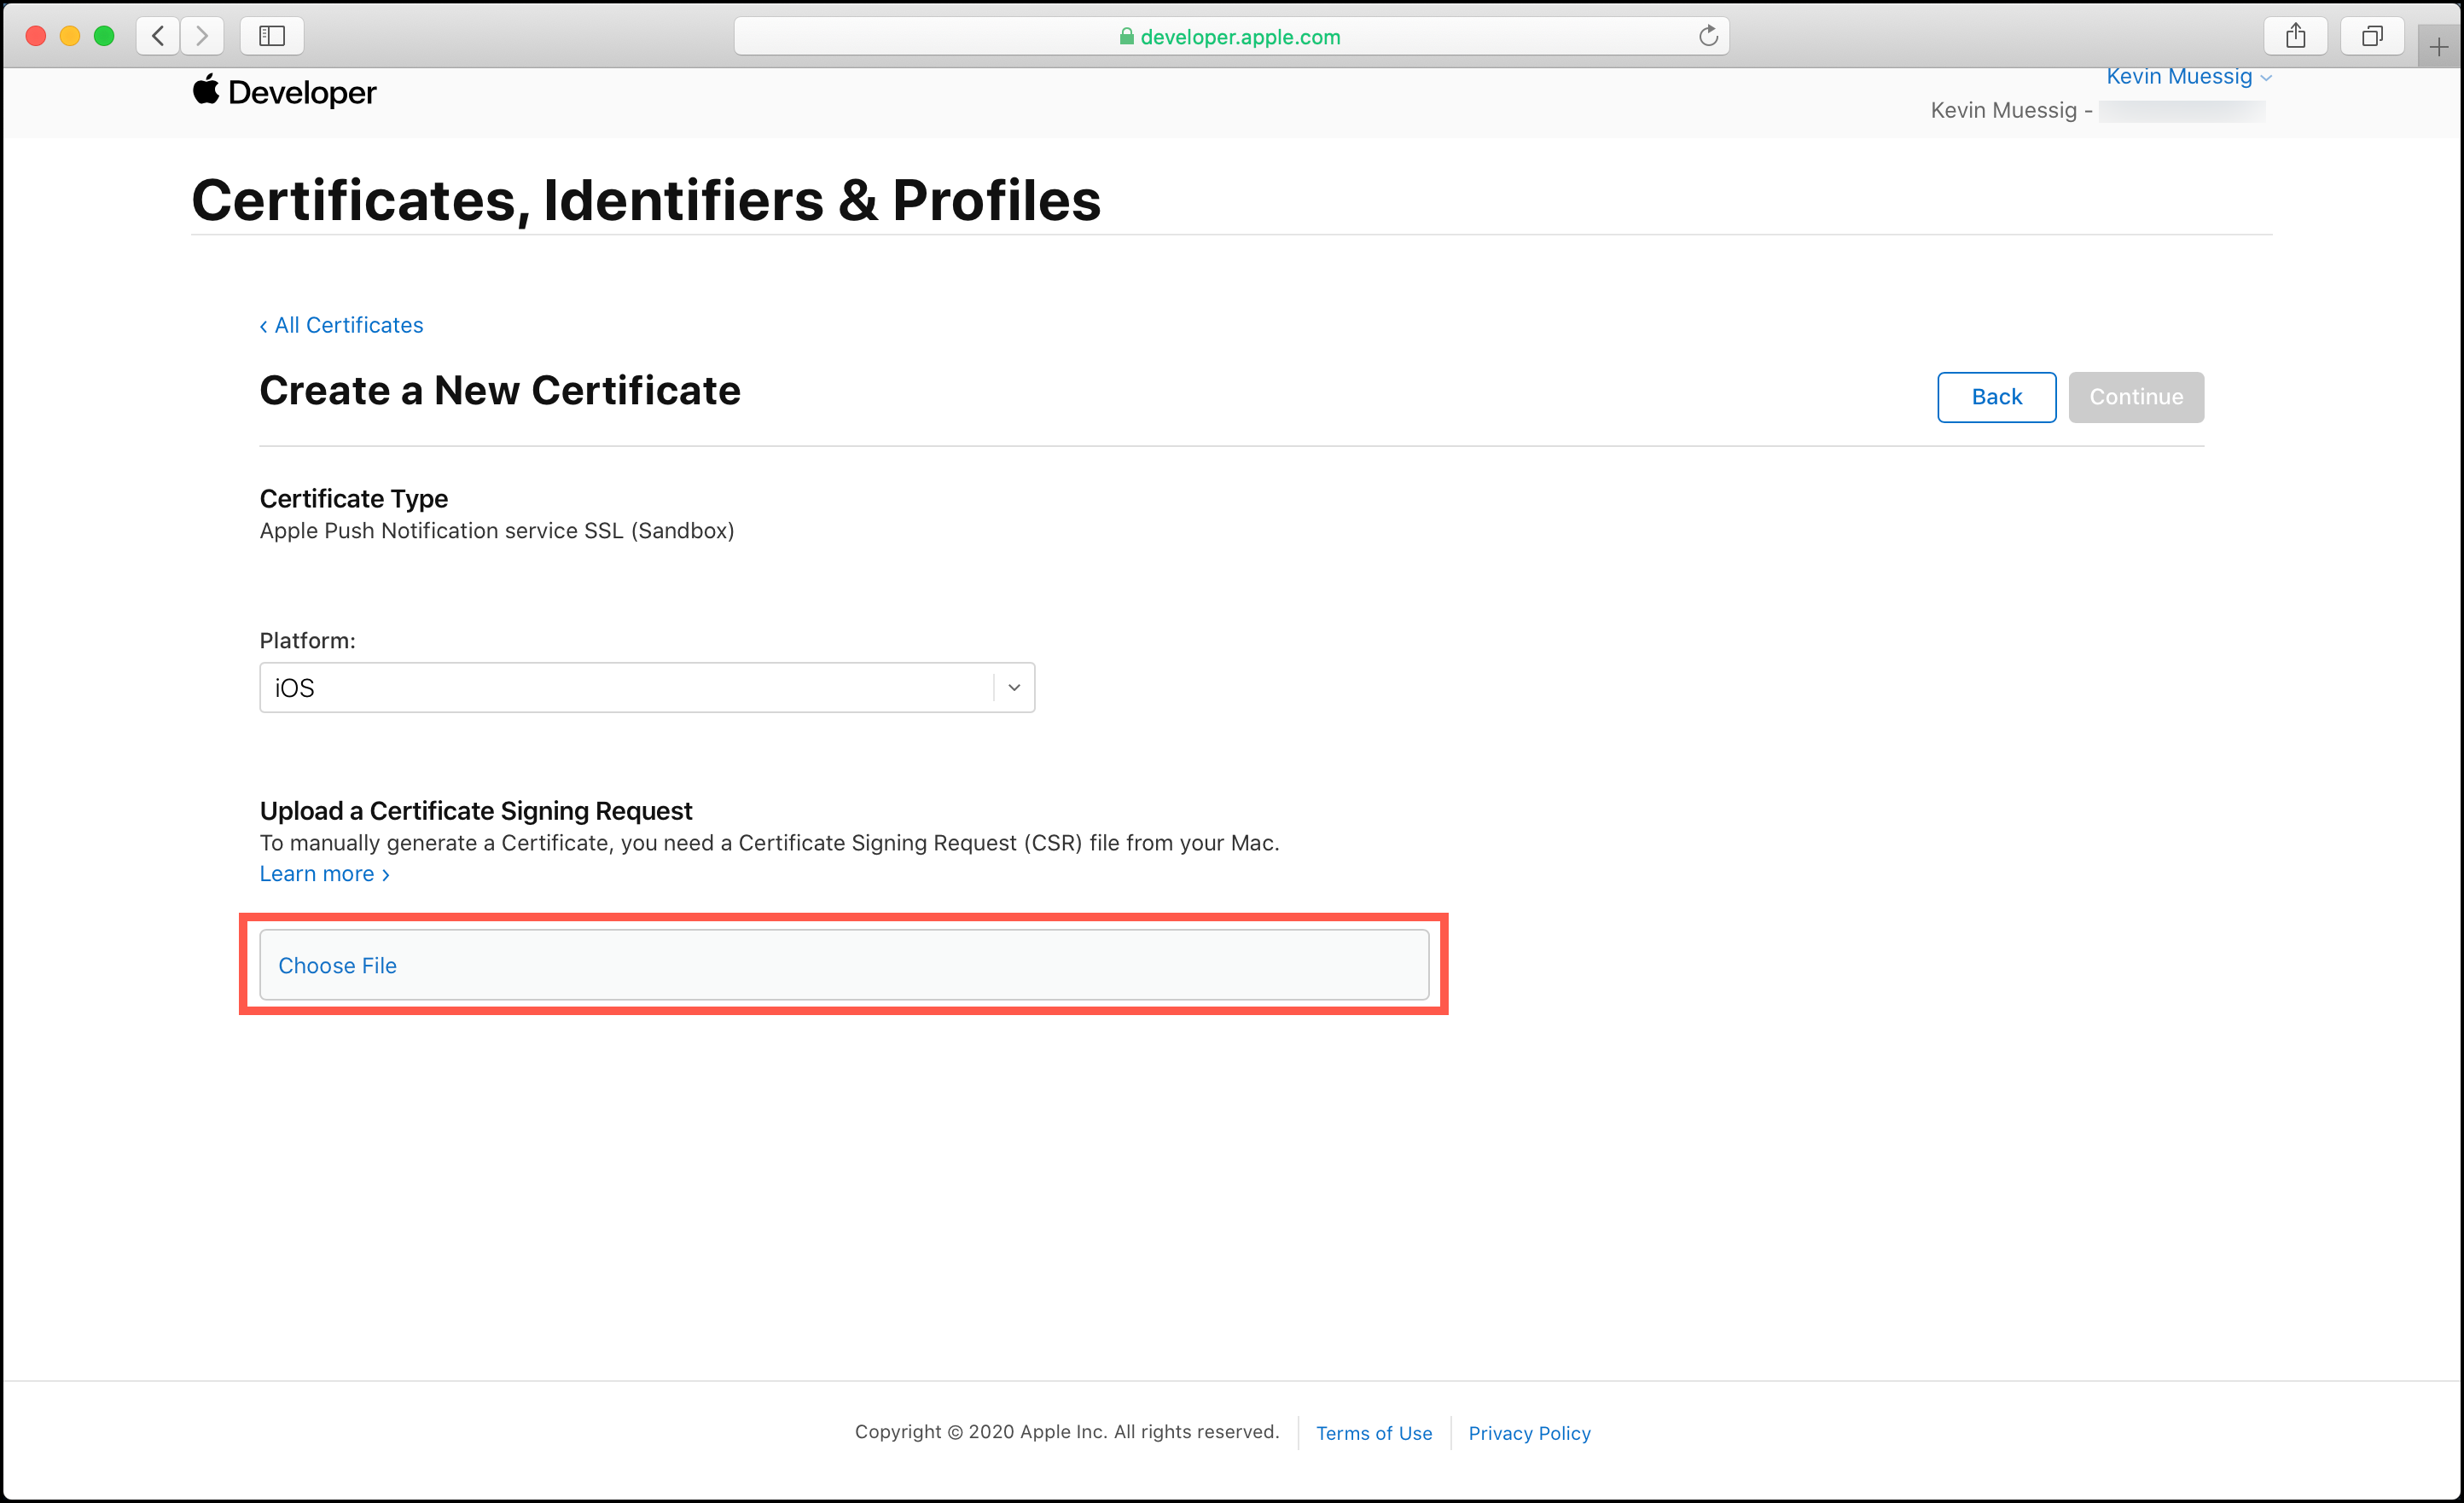 developer.apple.com
Developer
Kevin Muessig
Kevin Muessig -
Certificates, Identifiers & Profiles
‹ All Certificates
Create a New Certificate
Back
Continue
Certificate Type
Apple Push Notification service SSL (Sandbox)
Platform:
iOS
Upload a Certificate Signing Request
To manually generate a Certificate, you need a Certificate Signing Request (CSR) file from your Mac.
Learn more ›
Choose File
Copyright © 2020 Apple Inc. All rights reserved.
Terms of Use
Privacy Policy